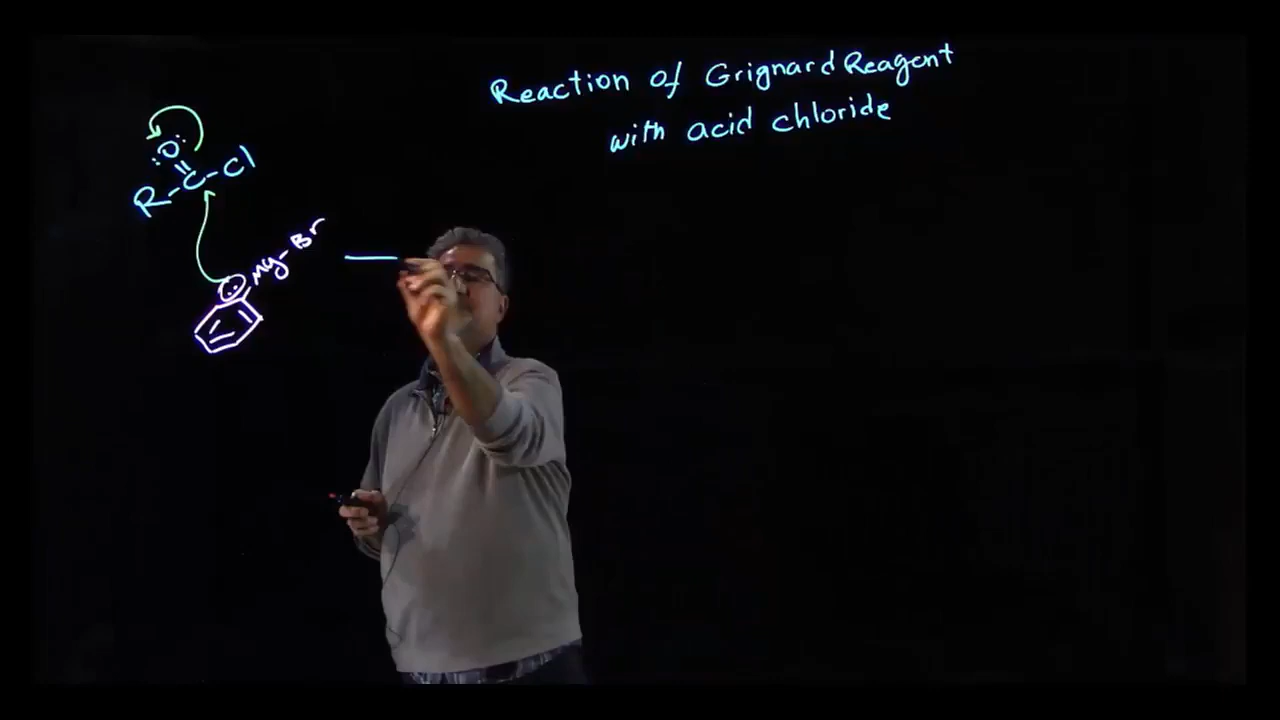 Reaction of Grignard Reagent
with acid chloride
:O:
R-C-Cl
Mg-Br